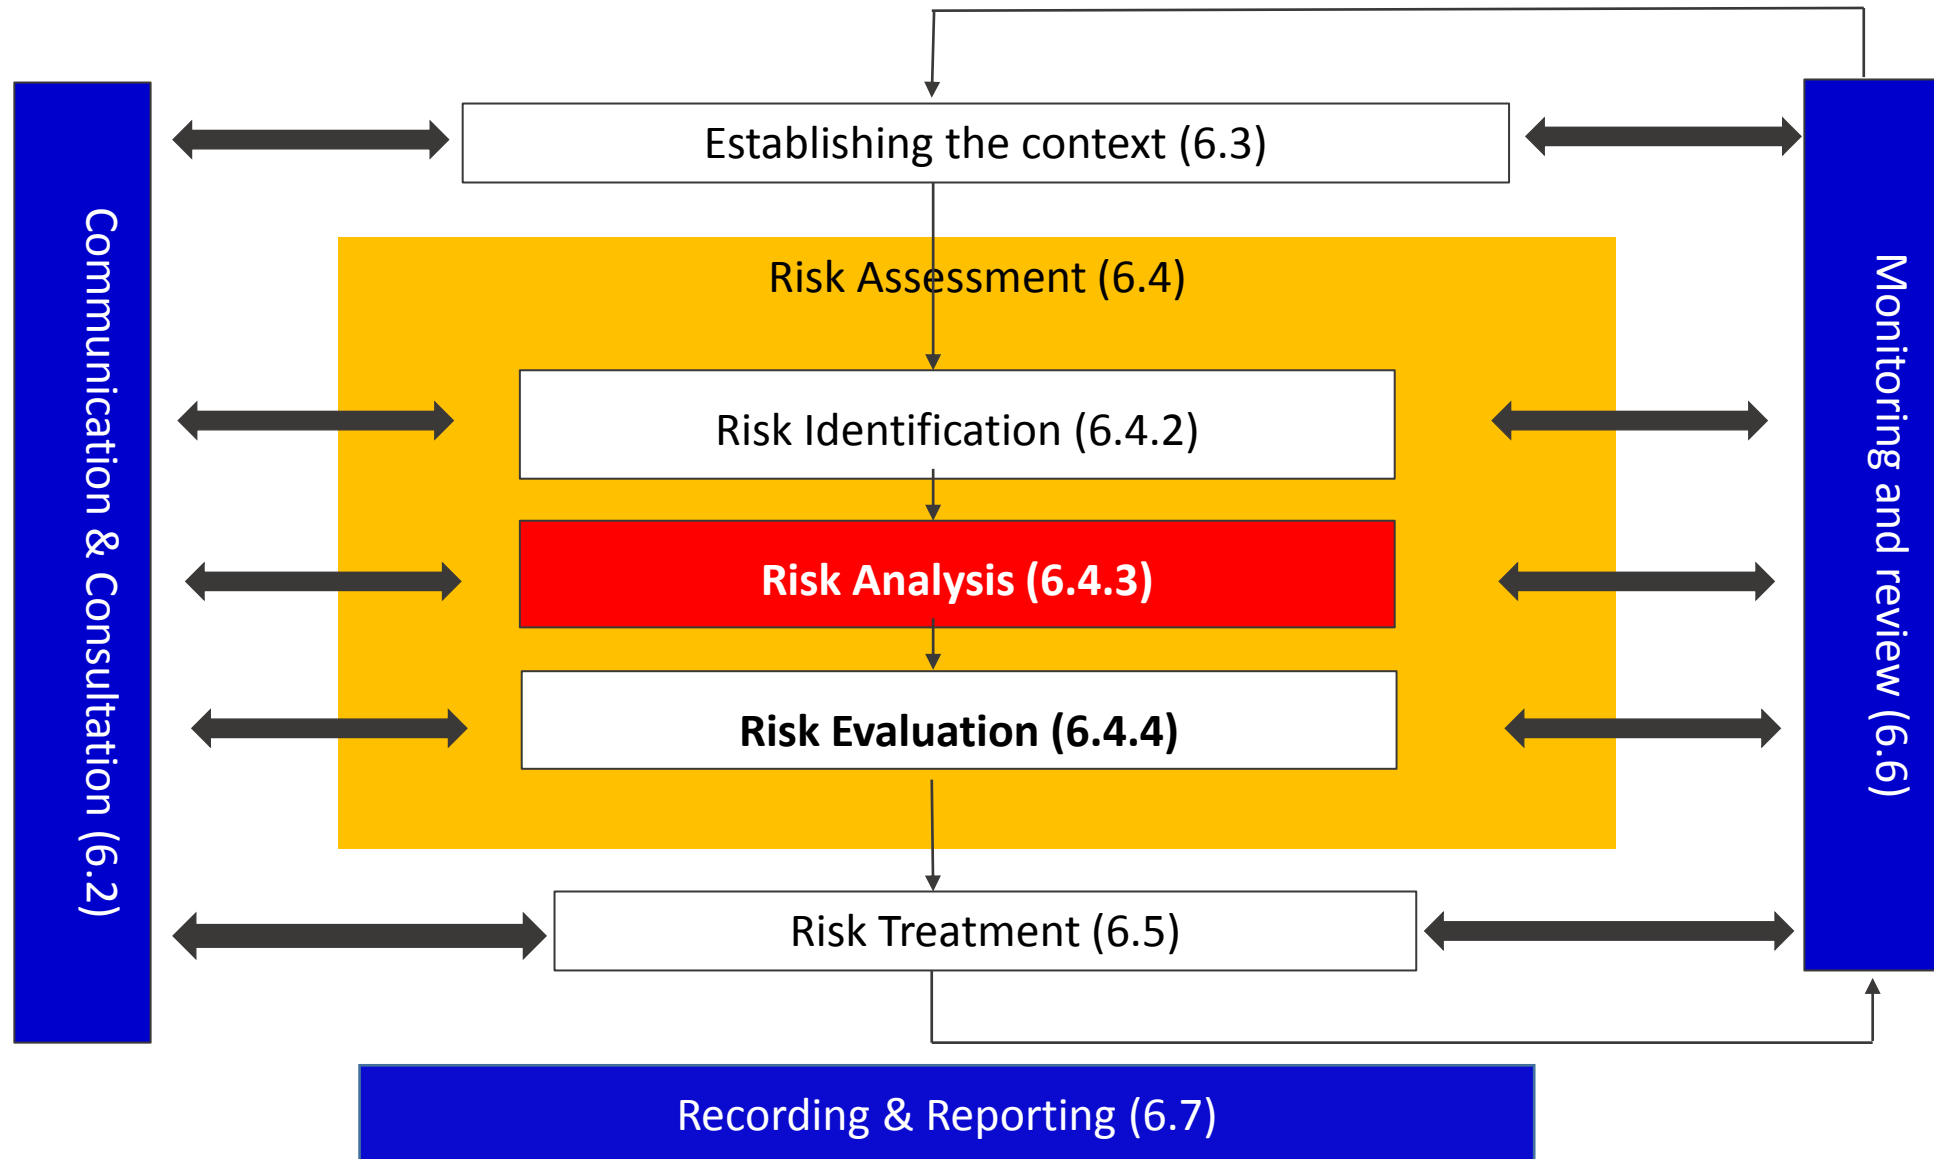 Establishing the context (6.3)
Communication & Consultation (6.2)
Risk Assessment (6.4)
Monitoring and review (6.6)
Risk Identification (6.4.2)
Risk Analysis (6.4.3)
Risk Evaluation (6.4.4)
Risk Treatment (6.5)
Recording & Reporting (6.7)